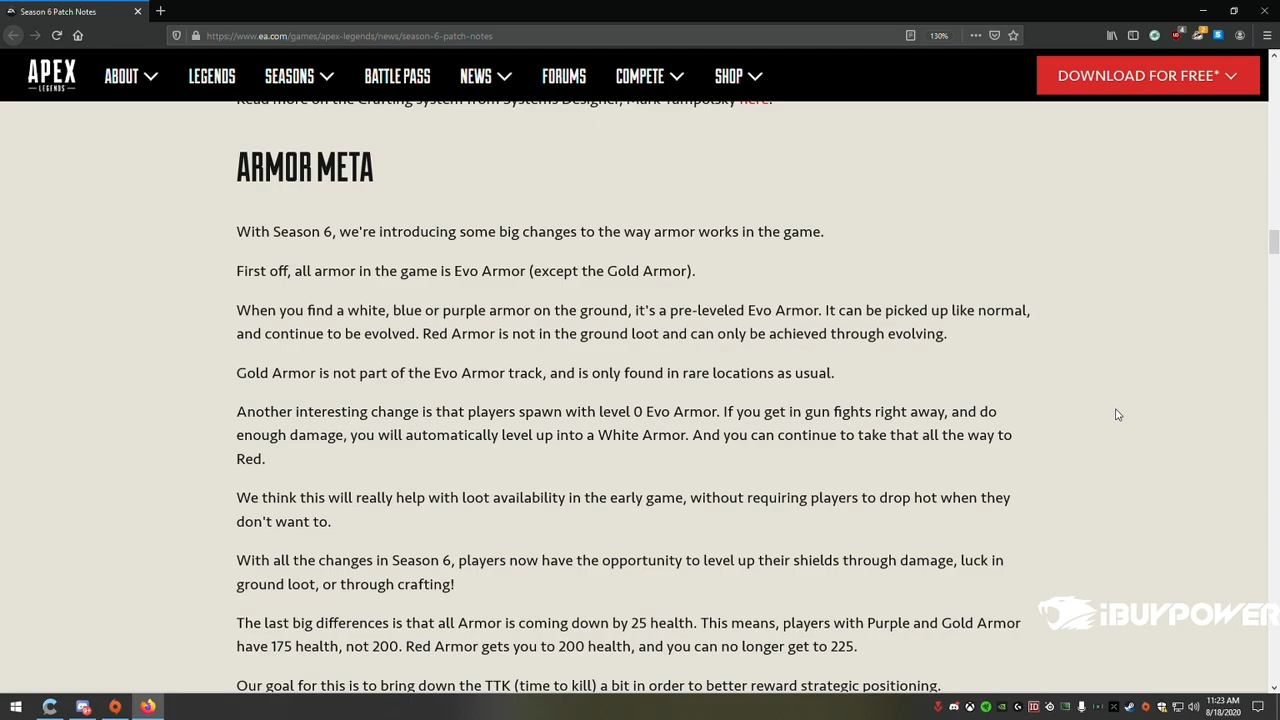 Season 6 Patch Notes
https://www.ea.com/games/apex-legends/news/season-6-patch-notes
130%
APEX
LEGENDS
ABOUT LEGENDS SEASONS BATTLE PASS NEWS FORUMS COMPETE SHOP DOWNLOAD FOR FREE*
Read more on the Crafting system from Systems Designer, Mark Yampolsky here.
ARMOR META
With Season 6, we're introducing some big changes to the way armor works in the game.
First off, all armor in the game is Evo Armor (except the Gold Armor).
When you find a white, blue or purple armor on the ground, it's a pre-leveled Evo Armor. It can be picked up like normal,
and continue to be evolved. Red Armor is not in the ground loot and can only be achieved through evolving.
Gold Armor is not part of the Evo Armor track, and is only found in rare locations as usual.
Another interesting change is that players spawn with level 0 Evo Armor. If you get in gun fights right away, and do
enough damage, you will automatically level up into a White Armor. And you can continue to take that all the way to
Red.
We think this will really help with loot availability in the early game, without requiring players to drop hot when they
don't want to.
With all the changes in Season 6, players now have the opportunity to level up their shields through damage, luck in
ground loot, or through crafting!
iBUYPOWER
The last big differences is that all Armor is coming down by 25 health. This means, players with Purple and Gold Armor
have 175 health, not 200. Red Armor gets you to 200 health, and you can no longer get to 225.
Our goal for this is to bring down the TTK (time to kill) a bit in order to better reward strategic positioning.
11:23 AM
8/18/2020